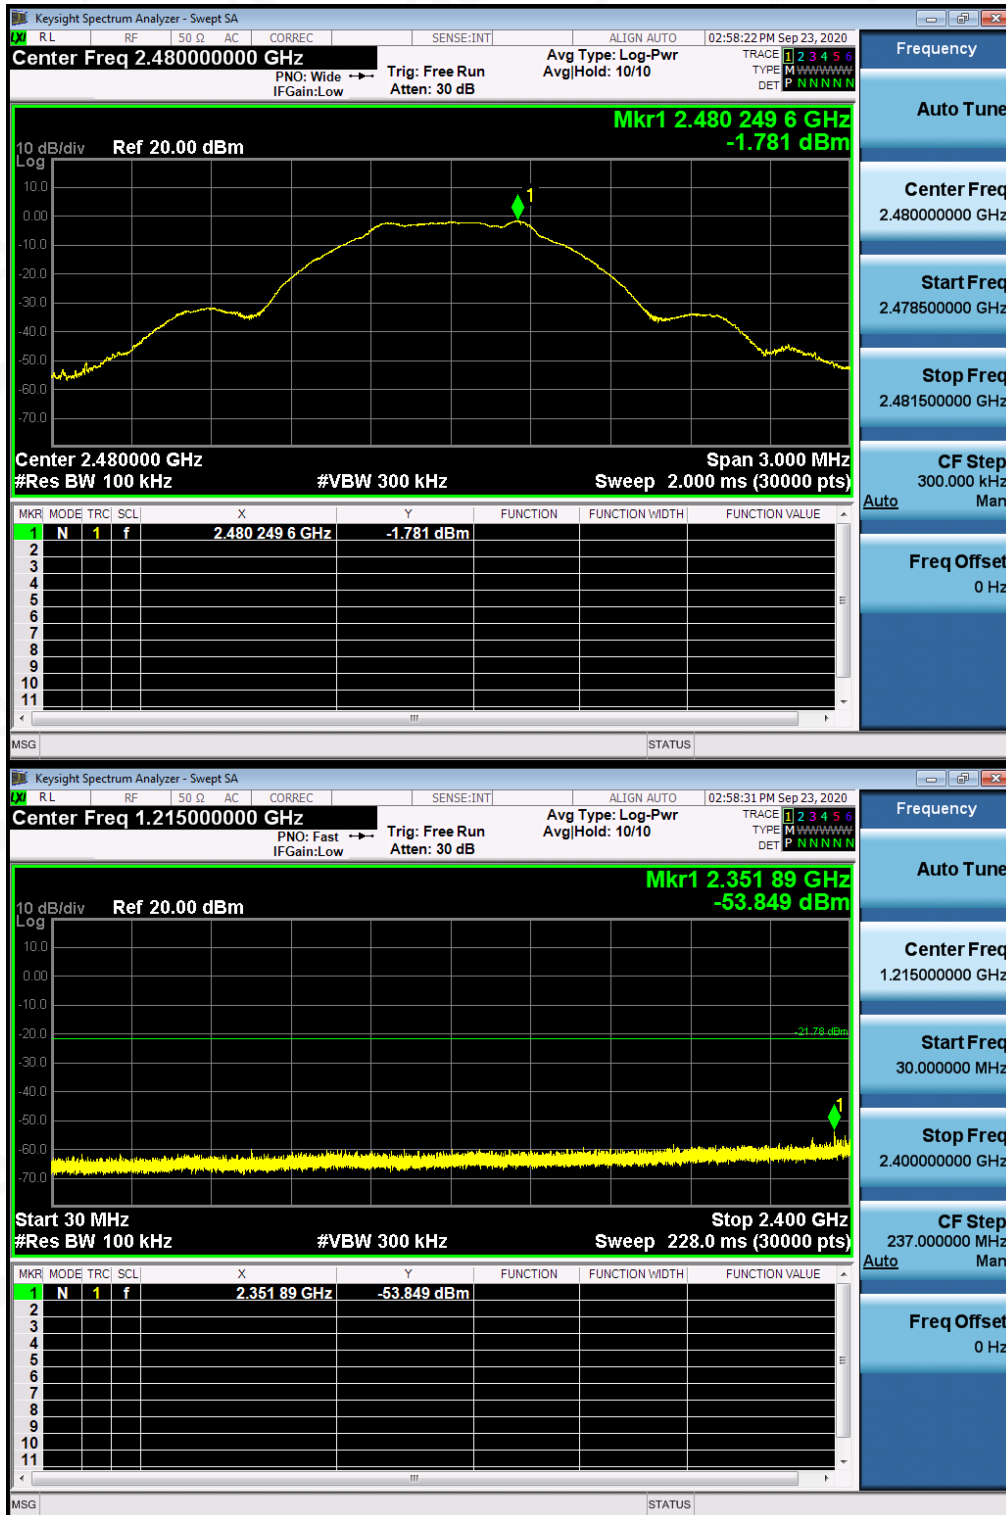 Keysight Spectrum Analyzer - Swept SA
LXI RL RF 50 Ω AC CORREC SENSE:INT ALIGN AUTO 02:58:22 PM Sep 23, 2020
Center Freq 2.480000000 GHz
PNO: Wide
IFGain:Low
Trig: Free Run
Atten: 30 dB
Avg Type: Log-Pwr
Avg|Hold: 10/10
TRACE 1 2 3 4 5 6
TYPE M WWWWW
DET P N N N N N
Mkr1 2.480 249 6 GHz
-1.781 dBm
10 dB/div Ref 20.00 dBm
Log
10.0
0.00
-10.0
-20.0
-30.0
-40.0
-50.0
-60.0
-70.0
1
Center 2.480000 GHz Span 3.000 MHz
#Res BW 100 kHz #VBW 300 kHz Sweep 2.000 ms (30000 pts)
MKR MODE TRC SCL X Y FUNCTION FUNCTION WIDTH FUNCTION VALUE
1 N 1 f 2.480 249 6 GHz -1.781 dBm
2
3
4
5
6
7
8
9
10
11
MSG STATUS
Frequency
Auto Tune
Center Freq
2.480000000 GHz
Start Freq
2.478500000 GHz
Stop Freq
2.481500000 GHz
CF Step
300.000 kHz
Auto Man
Freq Offset
0 Hz
Keysight Spectrum Analyzer - Swept SA
LXI RL RF 50 Ω AC CORREC SENSE:INT ALIGN AUTO 02:58:31 PM Sep 23, 2020
Center Freq 1.215000000 GHz
PNO: Fast
IFGain:Low
Trig: Free Run
Atten: 30 dB
Avg Type: Log-Pwr
Avg|Hold: 10/10
TRACE 1 2 3 4 5 6
TYPE M WWWWW
DET P N N N N N
Mkr1 2.351 89 GHz
-53.849 dBm
10 dB/div Ref 20.00 dBm
Log
10.0
0.00
-10.0
-20.0
-30.0
-40.0
-50.0
-60.0
-70.0
-21.78 dBm
1
Start 30 MHz Stop 2.400 GHz
#Res BW 100 kHz #VBW 300 kHz Sweep 228.0 ms (30000 pts)
MKR MODE TRC SCL X Y FUNCTION FUNCTION WIDTH FUNCTION VALUE
1 N 1 f 2.351 89 GHz -53.849 dBm
2
3
4
5
6
7
8
9
10
11
MSG STATUS
Frequency
Auto Tune
Center Freq
1.215000000 GHz
Start Freq
30.000000 MHz
Stop Freq
2.400000000 GHz
CF Step
237.000000 MHz
Auto Man
Freq Offset
0 Hz